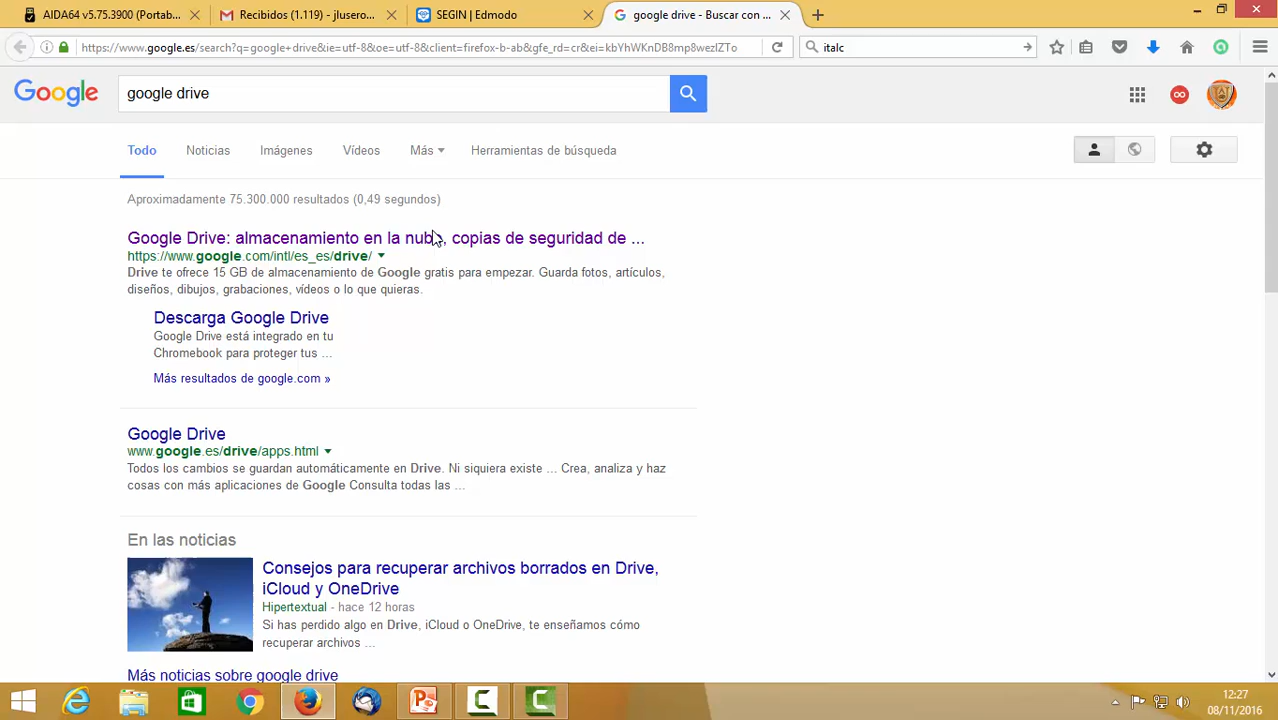 AIDA64 v5.75.3900 (Portab...
Recibidos (1.119) - jlusero...
SEGIN | Edmodo
google drive - Buscar con ...
https://www.google.es/search?q=google+drive&ie=utf-8&oe=utf-8&client=firefox-b-ab&gfe_rd=cr&ei=kbYhWKnDB8mp8wezlZTo
italc
Google
google drive
Todo
Noticias
Imágenes
Vídeos
Más
Herramientas de búsqueda
Aproximadamente 75.300.000 resultados (0,49 segundos)
Google Drive: almacenamiento en la nube, copias de seguridad de ...
https://www.google.com/intl/es_es/drive/
Drive te ofrece 15 GB de almacenamiento de Google gratis para empezar. Guarda fotos, artículos,
diseños, dibujos, grabaciones, vídeos o lo que quieras.
Descarga Google Drive
Google Drive está integrado en tu
Chromebook para proteger tus ...
Más resultados de google.com »
Google Drive
www.google.es/drive/apps.html
Todos los cambios se guardan automáticamente en Drive. Ni siquiera existe ... Crea, analiza y haz
cosas con más aplicaciones de Google Consulta todas las ...
En las noticias
Consejos para recuperar archivos borrados en Drive,
iCloud y OneDrive
Hipertextual - hace 12 horas
Si has perdido algo en Drive, iCloud o OneDrive, te enseñamos cómo
recuperar archivos ...
Más noticias sobre google drive
12:27
08/11/2016